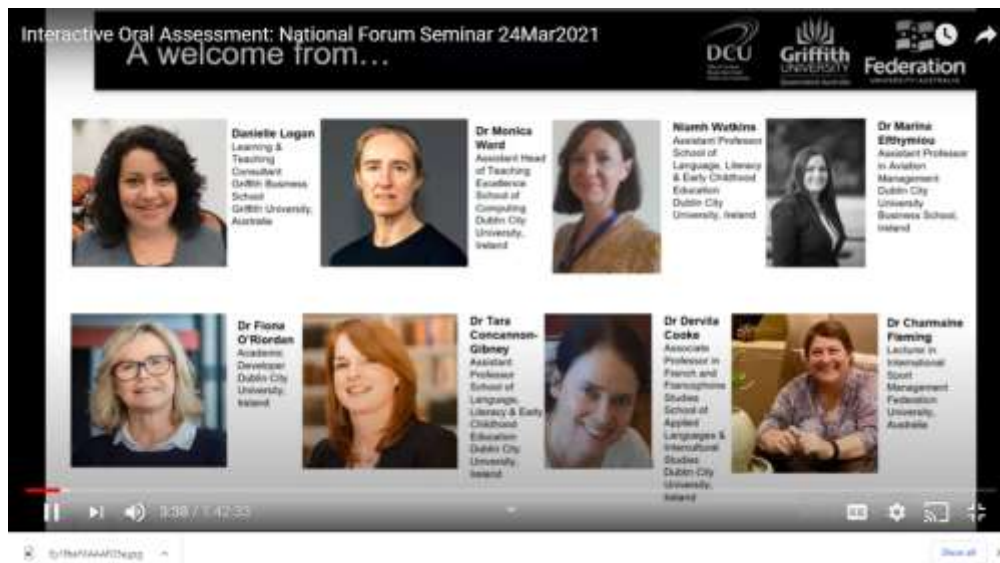 Interactive Oral Assessment: National Forum Seminar 24Mar2021
A welcome from...
DCU
Griffith
UNIVERSITY
Federation
UNIVERSITY AUSTRALIA
Danielle Logan
Learning &
Teaching
Consultant
Griffith Business
School
Griffith University,
Australia
Dr Monica
Ward
Assistant Head
of Teaching
Excellence
School of
Computing
Dublin City
University,
Ireland
Niamh Watkins
Assistant Professor
School of
Language, Literacy
& Early Childhood
Education
Dublin City
University, Ireland
Dr Marina
Efthymiou
Assistant Professor
in Aviation
Management
Dublin City
University
Business School,
Ireland
Dr Fiona
O'Riordan
Academic
Developer
Dublin City
University,
Ireland
Dr Tara
Concannon-
Gibney
Assistant
Professor
School of
Language,
Literacy & Early
Childhood
Education
Dublin City
University,
Ireland
Dr Dervila
Cooke
Associate
Professor in
French and
Francophone
Studies
School of
Applied
Languages &
Intercultural
Studies
Dublin City
University,
Ireland
Dr Charmaine
Fleming
Lecturer in
International
Sport
Management
Federation
University,
Australia
3:38 / 1:42:33
Show all